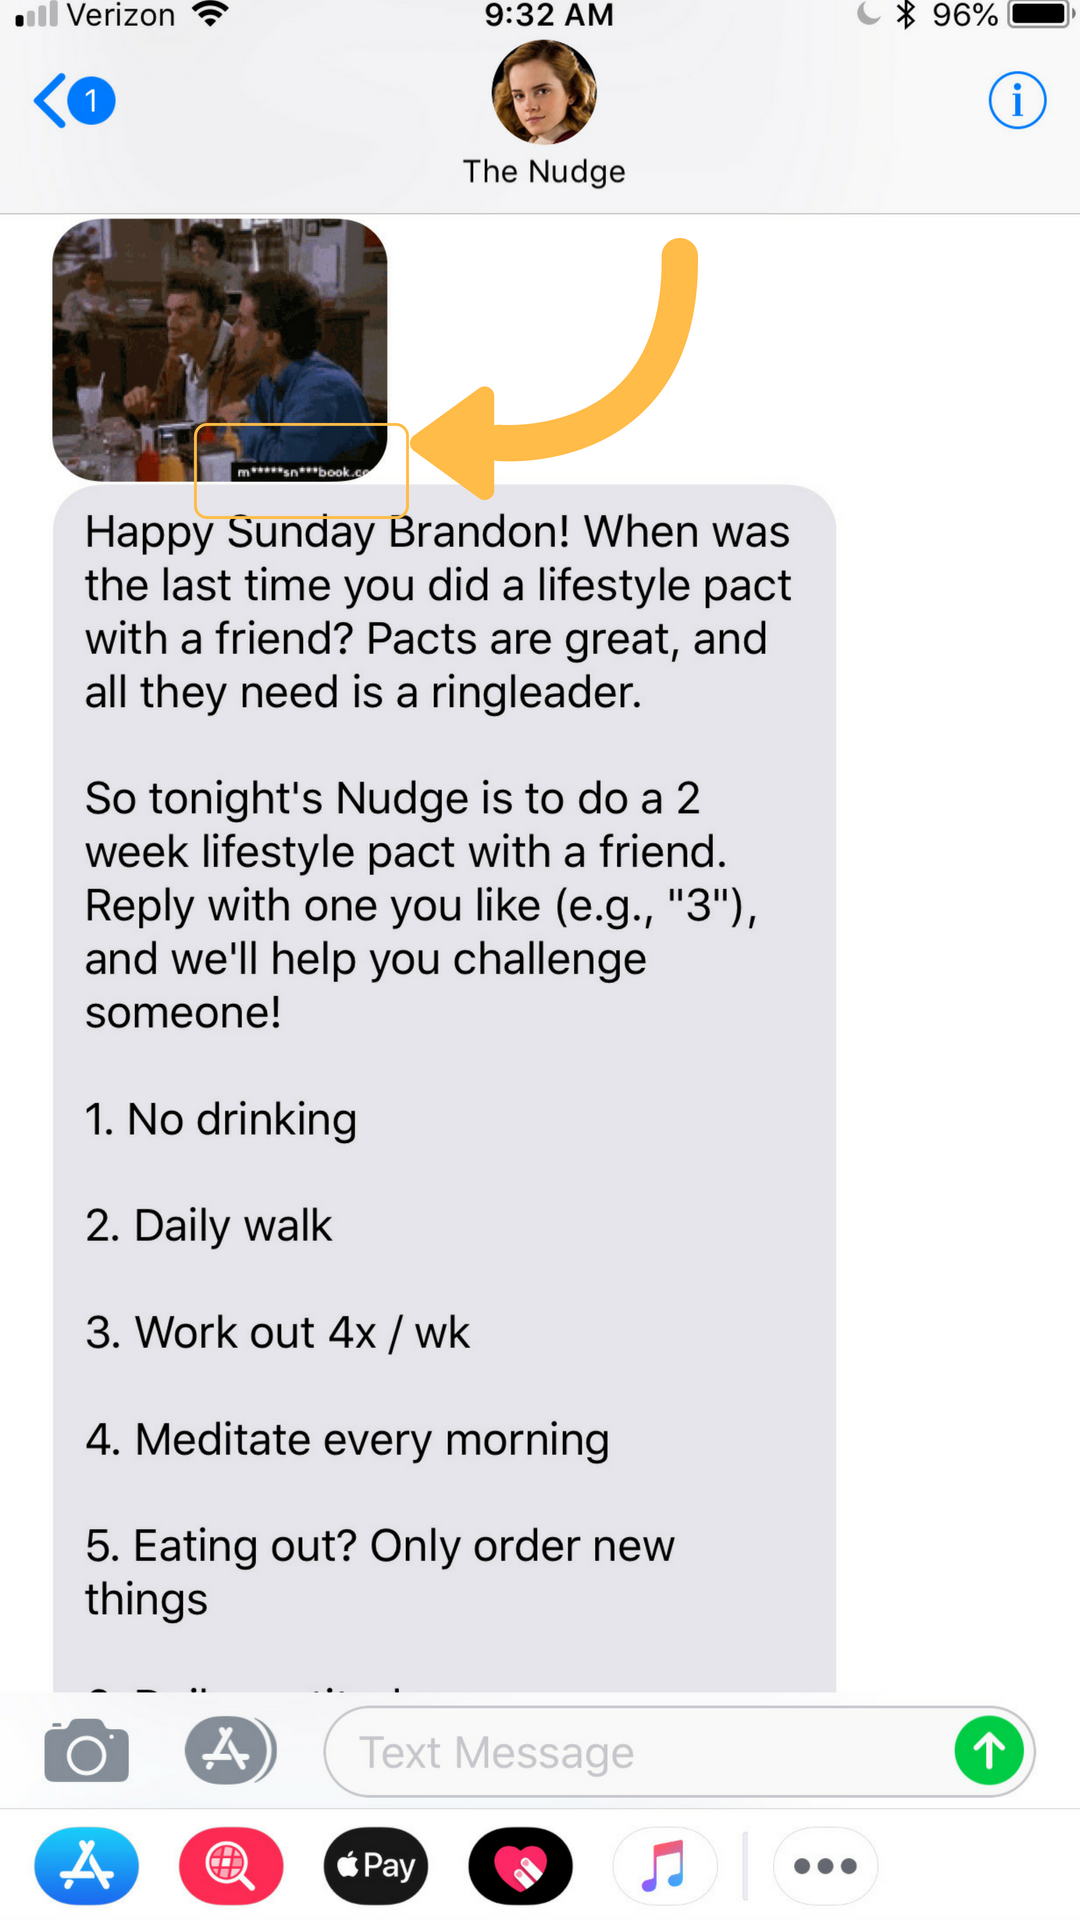 Verizon 9:32 AM 96%
1
The Nudge
m*****sn***book.co
Happy Sunday Brandon! When was
the last time you did a lifestyle pact
with a friend? Pacts are great, and
all they need is a ringleader.
So tonight's Nudge is to do a 2
week lifestyle pact with a friend.
Reply with one you like (e.g., "3"),
and we'll help you challenge
someone!
1. No drinking
2. Daily walk
3. Work out 4x / wk
4. Meditate every morning
5. Eating out? Only order new
things
Text Message
Pay